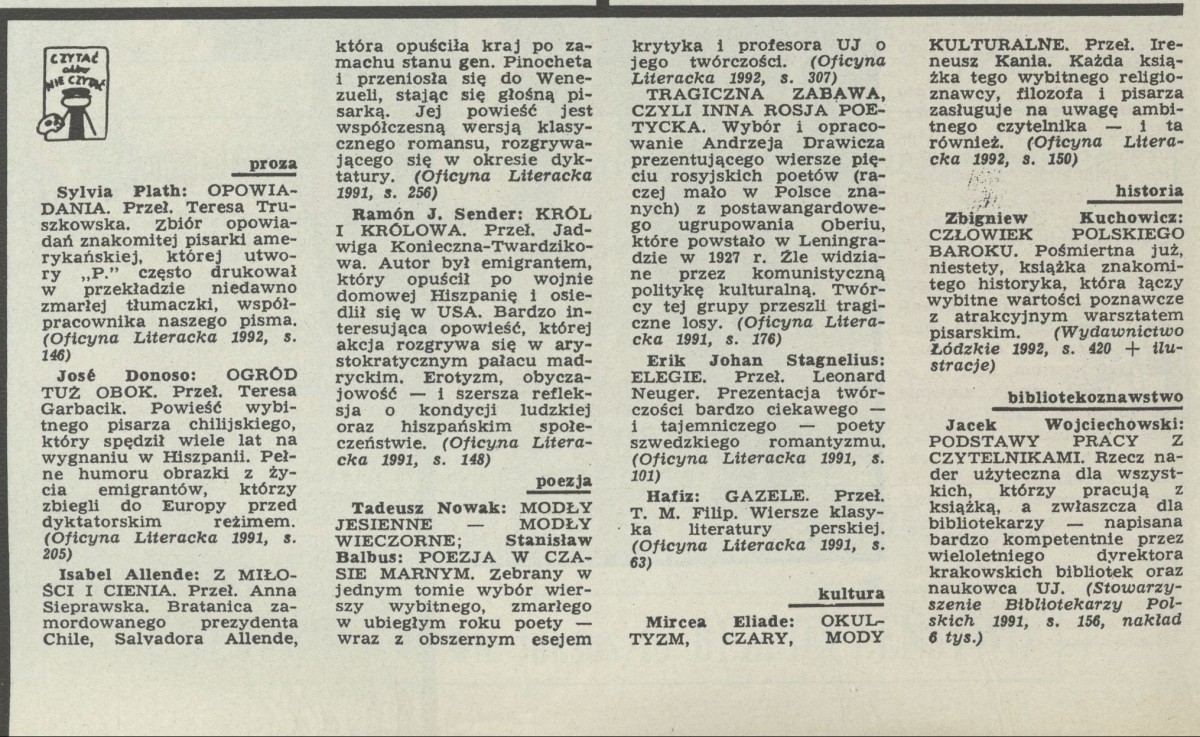 CZYTAĆ
albo
NIE CZYTAĆ
proza
Sylvia Plath: OPOWIA-
DANIA. Przeł. Teresa Tru-
szkowska. Zbiór opowia-
dań znakomitej pisarki ame-
rykańskiej, której utwo-
ry „P." często drukował
w przekładzie niedawno
zmarłej tłumaczki, współ-
pracownika naszego pisma.
(Oficyna Literacka 1992, s.
146)
José Donoso: OGRÓD
TUŻ OBOK. Przeł. Teresa
Garbacik. Powieść wybi-
tnego pisarza chilijskiego,
który spędził wiele lat na
wygnaniu w Hiszpanii. Peł-
ne humoru obrazki z ży-
cia emigrantów, którzy
zbiegli do Europy przed
dyktatorskim reżimem.
(Oficyna Literacka 1991, s.
205)
Isabel Allende: Z MIŁO-
ŚCI I CIENIA. Przeł. Anna
Sieprawska. Bratanica za-
mordowanego prezydenta
Chile, Salvadora Allende,
która opuściła kraj po za-
machu stanu gen. Pinocheta
i przeniosła się do Wene-
zueli, stając się głośną pi-
sarką. Jej powieść jest
współczesną wersją klasy-
cznego romansu, rozgrywa-
jącego się w okresie dyk-
tatury. (Oficyna Literacka
1991, s. 256)
Ramón J. Sender: KRÓL
I KRÓLOWA. Przeł. Jad-
wiga Konieczna-Twardziko-
wa. Autor był emigrantem,
który opuścił po wojnie
domowej Hiszpanię i osie-
dlił się w USA. Bardzo in-
teresująca opowieść, której
akcja rozgrywa się w ary-
stokratycznym pałacu mad-
ryckim. Erotyzm, obycza-
jowość — i szersza reflek-
sja o kondycji ludzkiej
oraz hiszpańskim społe-
czeństwie. (Oficyna Litera-
cka 1991, s. 148)
poezja
Tadeusz Nowak: MODŁY
JESIENNE — MODŁY
WIECZORNE; Stanisław
Balbus: POEZJA W CZA-
SIE MARNYM. Zebrany w
jednym tomie wybór wier-
szy wybitnego, zmarłego
w ubiegłym roku poety —
wraz z obszernym esejem
krytyka i profesora UJ o
jego twórczości. (Oficyna
Literacka 1992, s. 307)
TRAGICZNA ZABAWA,
CZYLI INNA ROSJA POE-
TYCKA. Wybór i opraco-
wanie Andrzeja Drawicza
prezentującego wiersze pię-
ciu rosyjskich poetów (ra-
czej mało w Polsce zna-
nych) z postawangardowe-
go ugrupowania Oberiu,
które powstało w Leningra-
dzie w 1927 r. Źle widzia-
ne przez komunistyczną
politykę kulturalną. Twór-
cy tej grupy przeszli tragi-
czne losy. (Oficyna Litera-
cka 1991, s. 176)
Erik Johan Stagnelius:
ELEGIE. Przeł. Leonard
Neuger. Prezentacja twór-
czości bardzo ciekawego —
i tajemniczego — poety
szwedzkiego romantyzmu.
(Oficyna Literacka 1991, s.
101)
Hafiz: GAZELE. Przeł.
T. M. Filip. Wiersze klasy-
ka literatury perskiej.
(Oficyna Literacka 1991, s.
63)
kultura
Mircea Eliade: OKUL-
TYZM, CZARY, MODY
KULTURALNE. Przeł. Ire-
neusz Kania. Każda ksią-
żka tego wybitnego religio-
znawcy, filozofa i pisarza
zasługuje na uwagę ambi-
tnego czytelnika — i ta
również. (Oficyna Litera-
cka 1992, s. 150)
historia
Zbigniew Kuchowicz:
CZŁOWIEK POLSKIEGO
BAROKU. Pośmiertna już,
niestety, książka znakomi-
tego historyka, która łączy
wybitne wartości poznawcze
z atrakcyjnym warsztatem
pisarskim. (Wydawnictwo
Łódzkie 1992, s. 420 + ilu-
stracje)
bibliotekoznawstwo
Jacek Wojciechowski:
PODSTAWY PRACY Z
CZYTELNIKAMI. Rzecz na-
der użyteczna dla wszyst-
kich, którzy pracują z
książką, a zwłaszcza dla
bibliotekarzy — napisana
bardzo kompetentnie przez
wieloletniego dyrektora
krakowskich bibliotek oraz
naukowca UJ. (Stowarzy-
szenie Bibliotekarzy Pol-
skich 1991, s. 156, nakład
6 tys.)